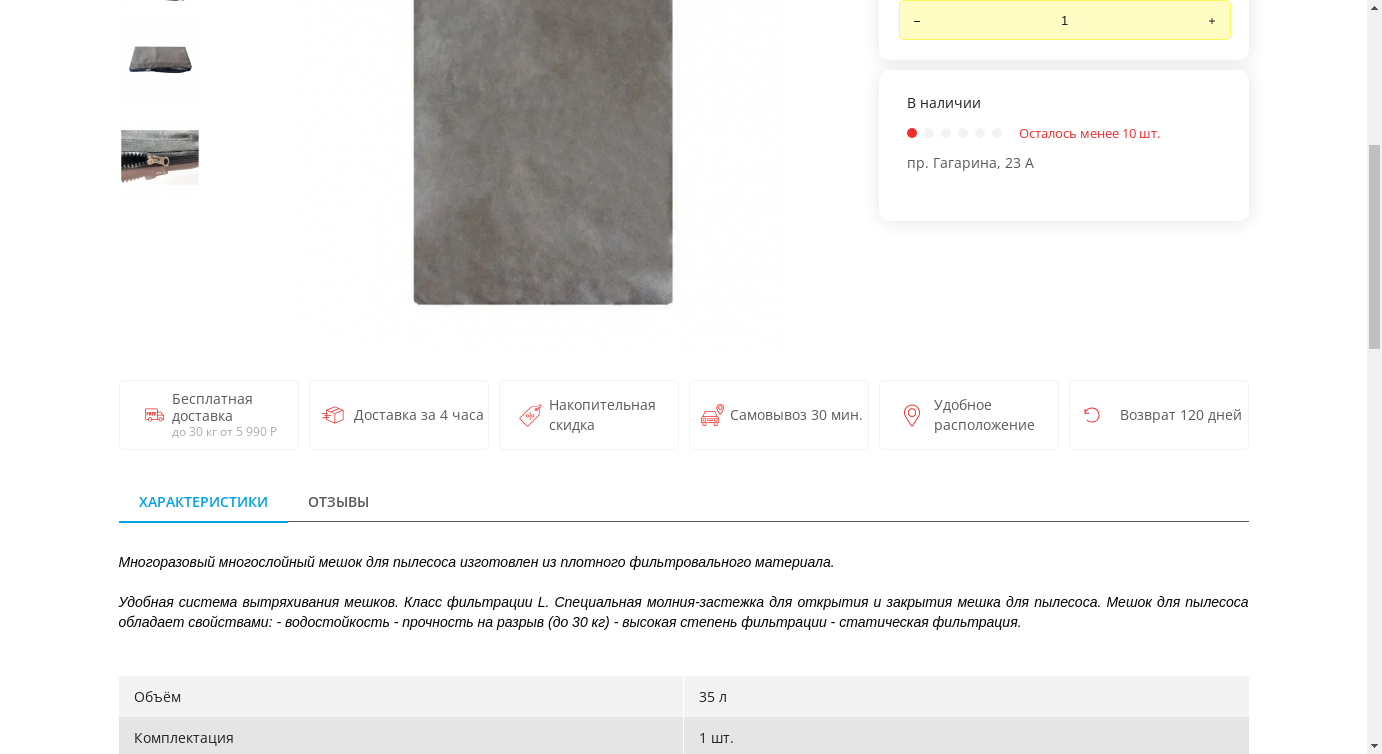 –
1
+
В наличии
Осталось менее 10 шт.
пр. Гагарина, 23 А
Бесплатная
доставка
до 30 кг от 5 990 Р
Доставка за 4 часа
Накопительная
скидка
Самовывоз 30 мин.
Удобное
расположение
Возврат 120 дней
ХАРАКТЕРИСТИКИ
ОТЗЫВЫ
Многоразовый многослойный мешок для пылесоса изготовлен из плотного фильтровального материала.
Удобная система вытряхивания мешков. Класс фильтрации L. Специальная молния-застежка для открытия и закрытия мешка для пылесоса. Мешок для пылесоса
обладает свойствами: - водостойкость - прочность на разрыв (до 30 кг) - высокая степень фильтрации - статическая фильтрация.
Объём 35 л
Комплектация 1 шт.